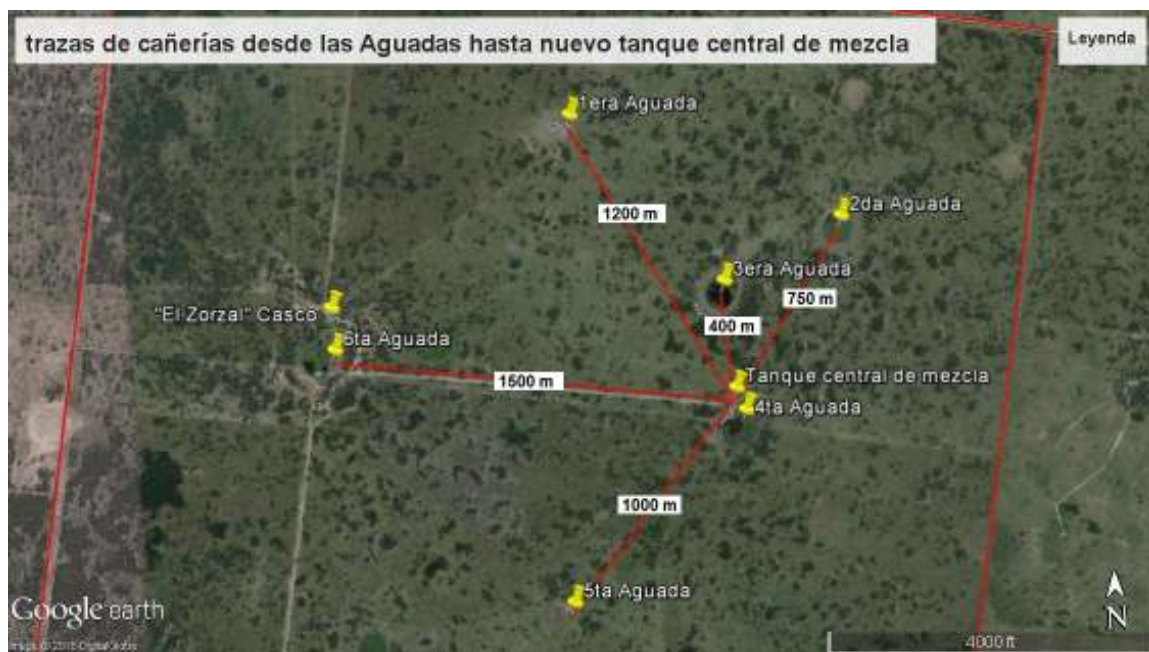 trazas de cañerías desde las Aguadas hasta nuevo tanque central de mezcla
Leyenda
1era Aguada
1200 m
2da Aguada
3era Aguada
750 m
"El Zorzal" Casco
400 m
6ta Aguada
1500 m
Tanque central de mezcla
4ta Aguada
1000 m
5ta Aguada
Google earth
N
4000 ft